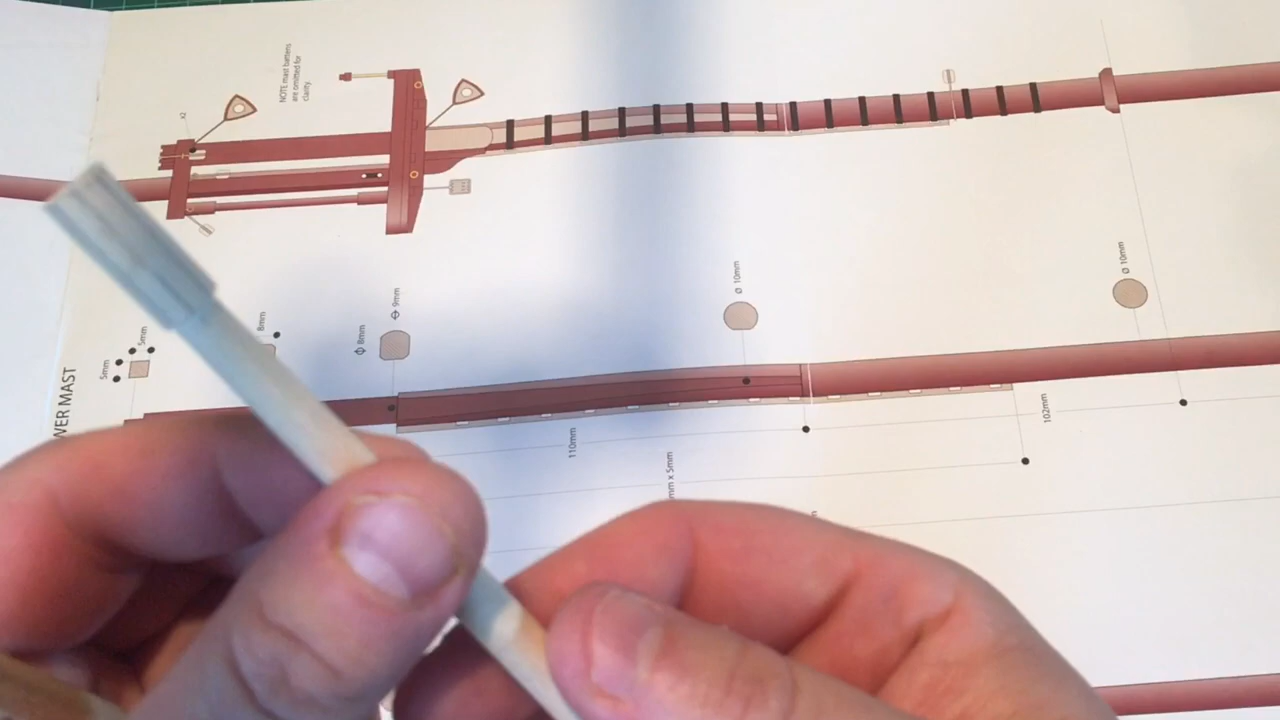 NOTE mast battens
are omitted for
clarity.
x2
5mm
5mm
8mm
8mm
9mm
ø 10mm
ø 10mm
WER MAST
110mm
mm x 5mm
102mm